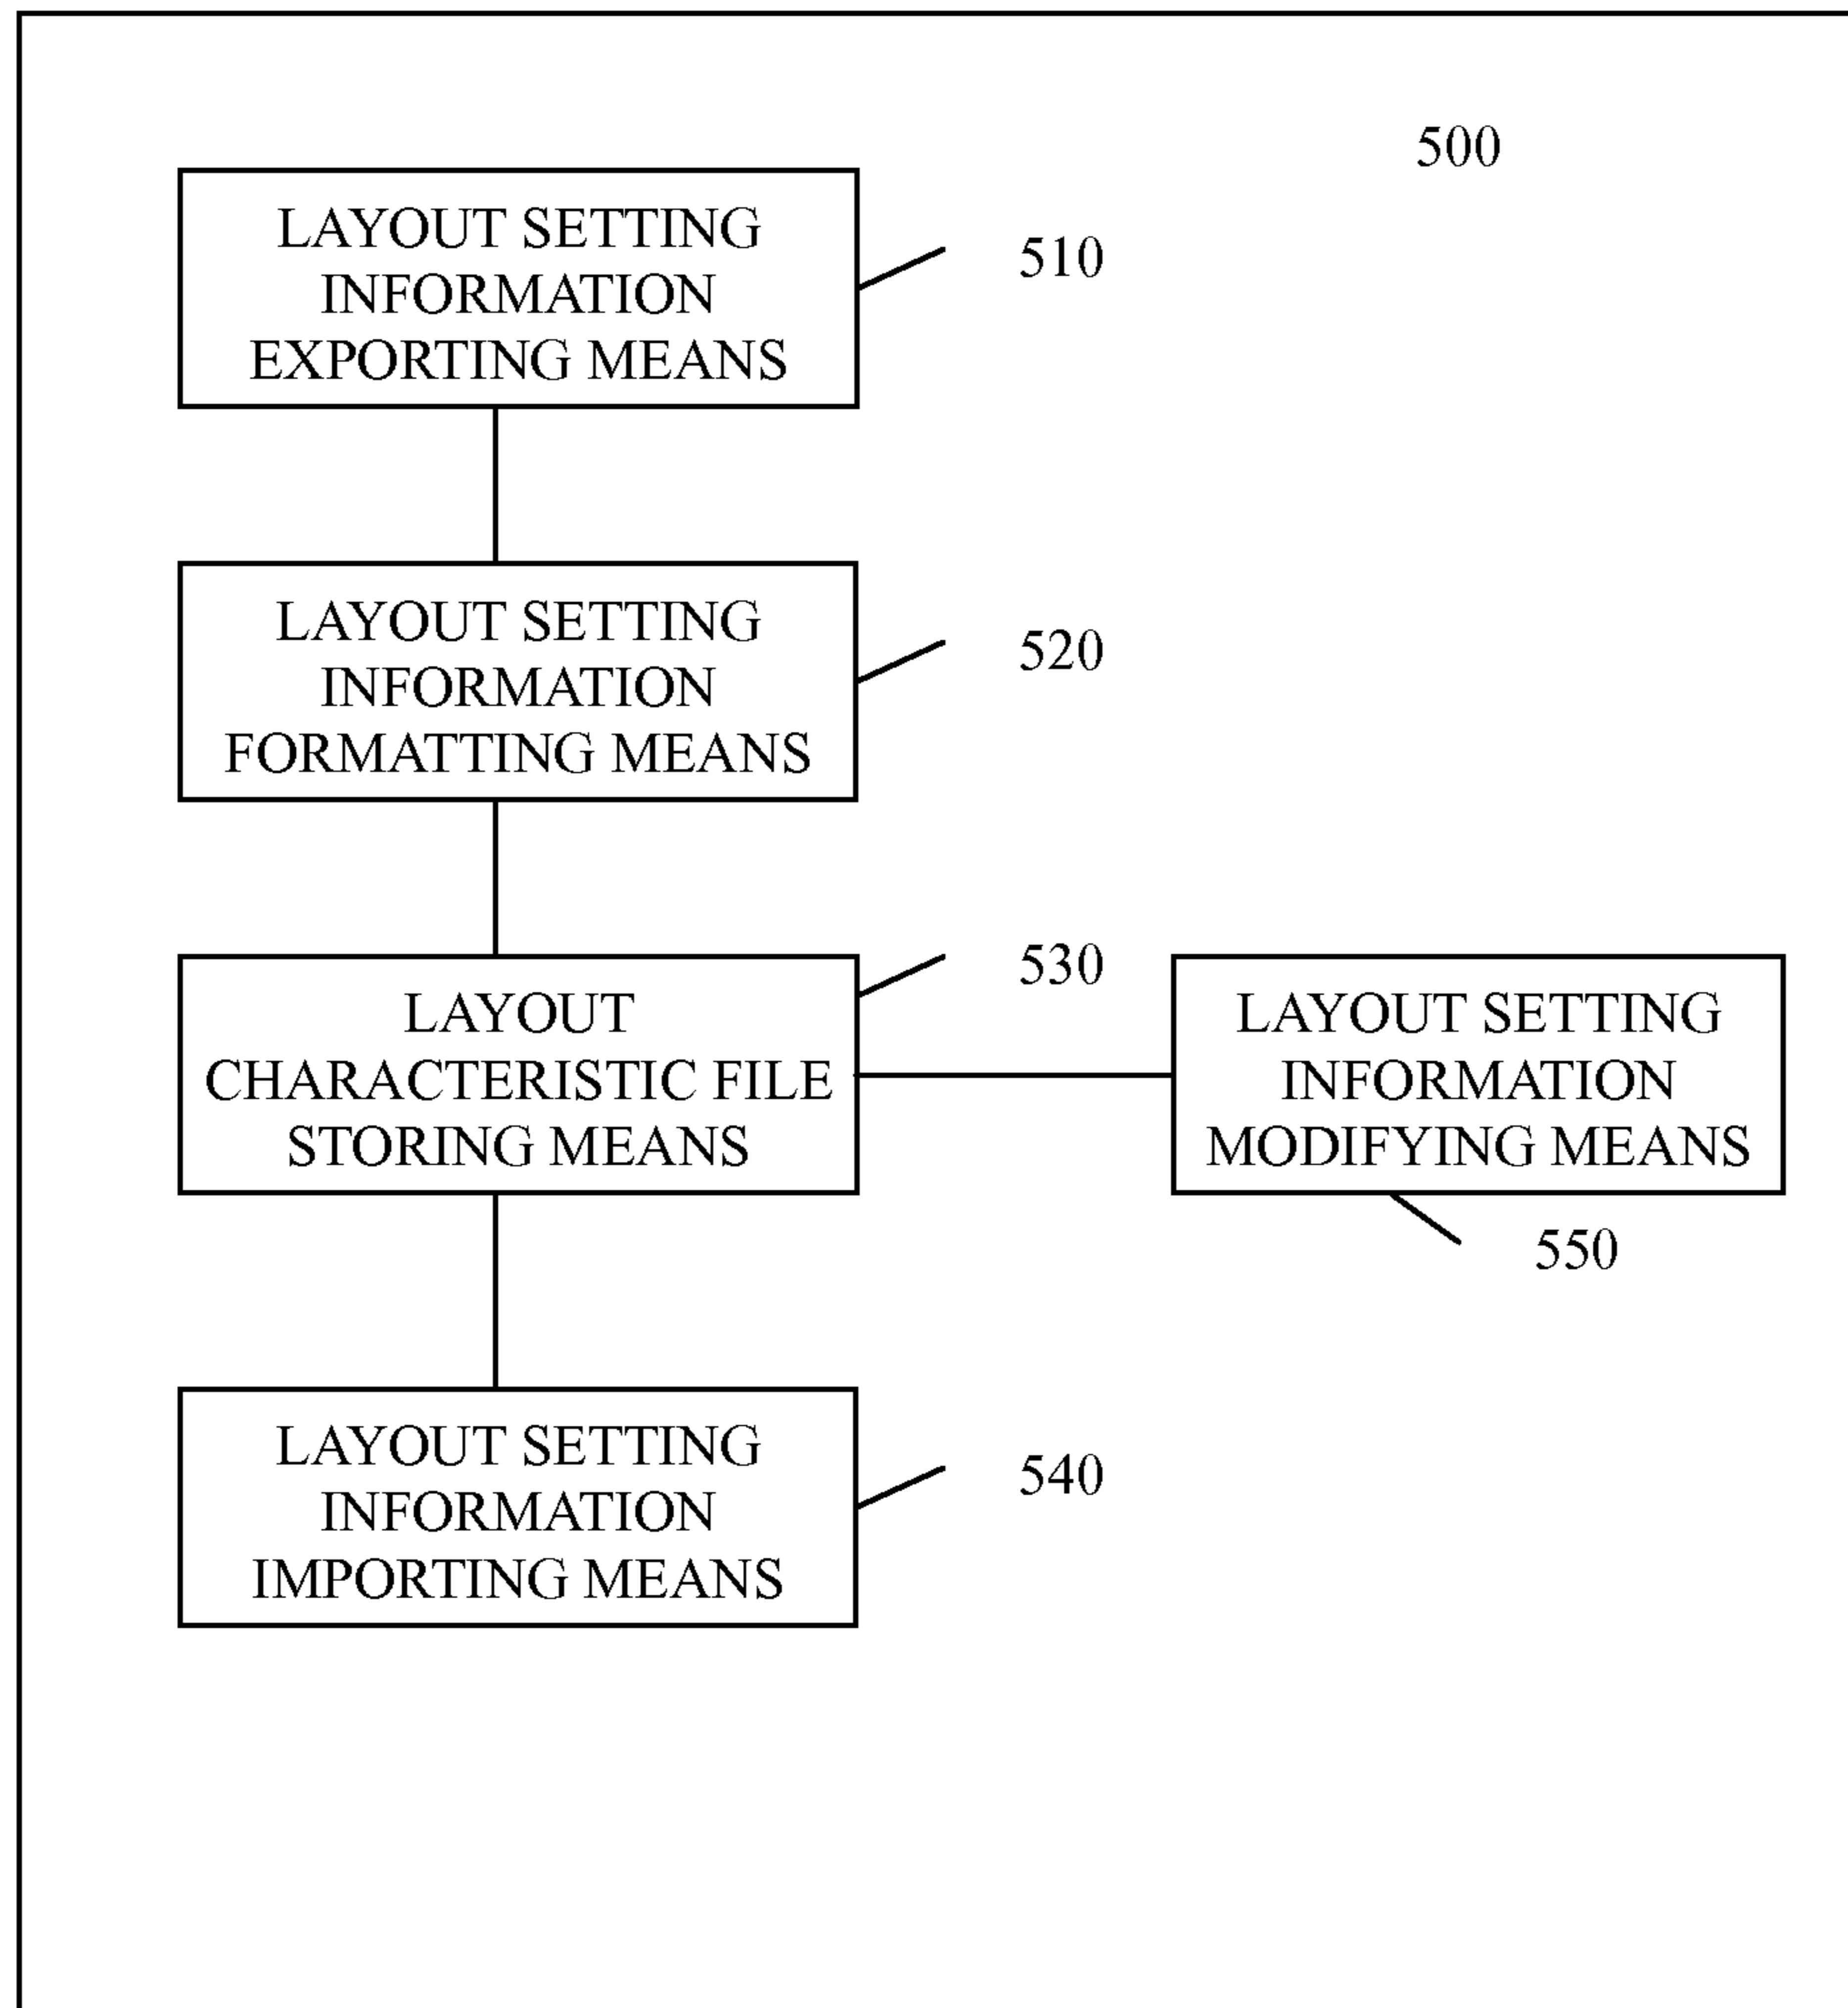 500
LAYOUT SETTING
INFORMATION
EXPORTING MEANS
510
LAYOUT SETTING
INFORMATION
FORMATTING MEANS
520
LAYOUT
CHARACTERISTIC FILE
STORING MEANS
530
LAYOUT SETTING
INFORMATION
MODIFYING MEANS
550
LAYOUT SETTING
INFORMATION
IMPORTING MEANS
540